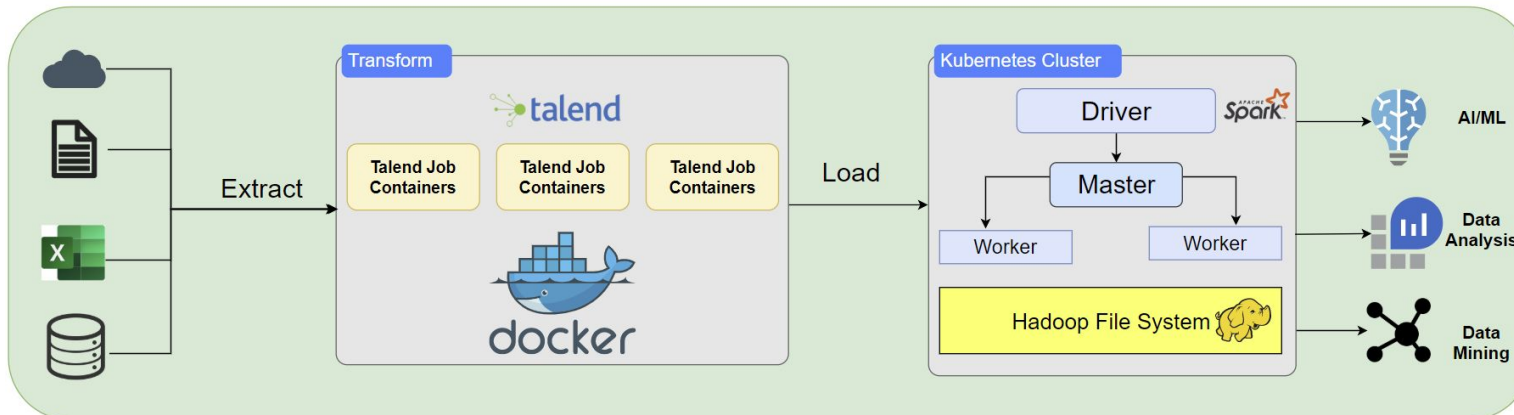 Extract
X
Transform
talend
Talend Job
Containers
Talend Job
Containers
Talend Job
Containers
docker
Load
Kubernetes Cluster
Driver
APACHE
Spark
Master
Worker
Worker
Hadoop File System
AI/ML
Data
Analysis
Data
Mining